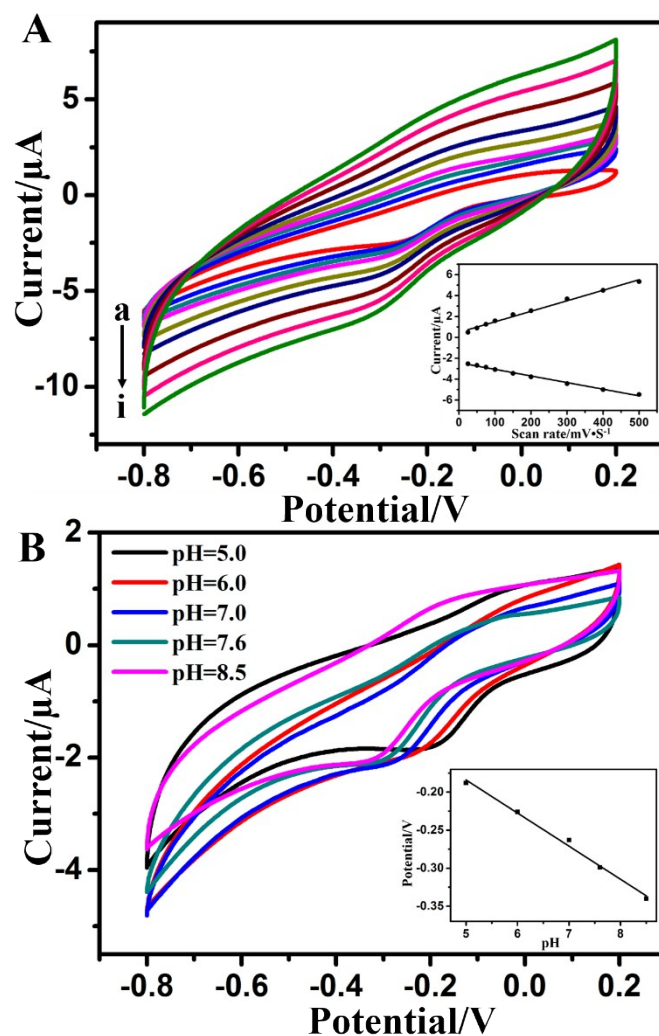 A
Current/μA
5
0
-5
-10
a
i
-0.8
-0.6
-0.4
-0.2
0.0
0.2
Potential/V
Current/μA
6
4
2
0
-2
-4
-6
0
100
200
300
400
500
Scan rate/mV•S⁻¹
B
Current/μA
2
0
-2
-4
pH=5.0
pH=6.0
pH=7.0
pH=7.6
pH=8.5
-0.8
-0.6
-0.4
-0.2
0.0
0.2
Potential/V
Potential/V
-0.20
-0.25
-0.30
-0.35
5
6
7
8
pH